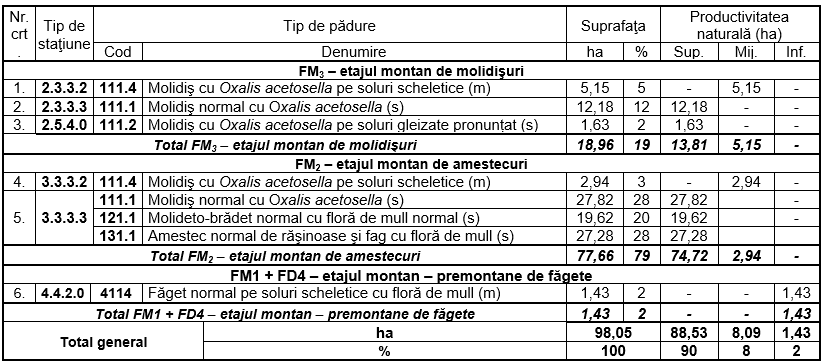 Nr. crt . Tip de staţiune Tip de pădure Suprafaţa Productivitatea naturală (ha)
Cod Denumire ha % Sup. Mij. Inf.
FM3 – etajul montan de molidişuri
1. 2.3.3.2 111.4 Molidiş cu Oxalis acetosella pe soluri scheletice (m) 5,15 5 - 5,15 -
2. 2.3.3.3 111.1 Molidiş normal cu Oxalis acetosella (s) 12,18 12 12,18 - -
3. 2.5.4.0 111.2 Molidiş cu Oxalis acetosella pe soluri gleizate pronunțat (s) 1,63 2 1,63 - -
Total FM3 – etajul montan de molidişuri 18,96 19 13,81 5,15 -
FM2 – etajul montan de amestecuri
4. 3.3.3.2 111.4 Molidiş cu Oxalis acetosella pe soluri scheletice (m) 2,94 3 - 2,94 -
5. 3.3.3.3 111.1 Molidiş normal cu Oxalis acetosella (s) 27,82 28 27,82 -
121.1 Molideto-brădet normal cu floră de mull normal (s) 19,62 20 19,62 -
131.1 Amestec normal de răşinoase şi fag cu floră de mull (s) 27,28 28 27,28 -
Total FM2 – etajul montan de amestecuri 77,66 79 74,72 2,94 -
FM1 + FD4 – etajul montan – premontane de făgete
6. 4.4.2.0 4114 Făget normal pe soluri scheletice cu floră de mull (m) 1,43 2 - - 1,43
Total FM1 + FD4 – etajul montan – premontane de făgete 1,43 2 - - 1,43
Total general ha 98,05 88,53 8,09 1,43
% 100 90 8 2